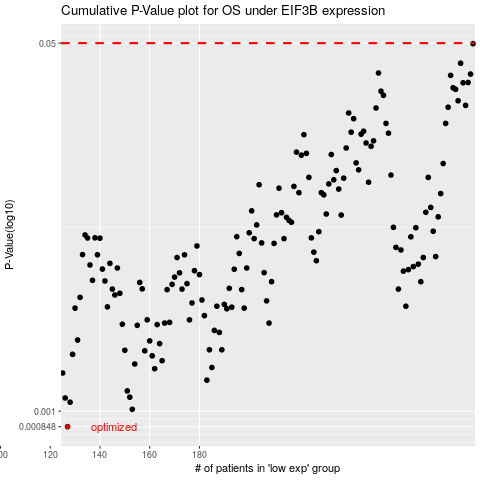 Cumulative P-Value plot for OS under EIF3B expression
0.05
P-Value(log10)
0.001
0.000848
optimized
00 120 140 160 180
# of patients in 'low exp' group